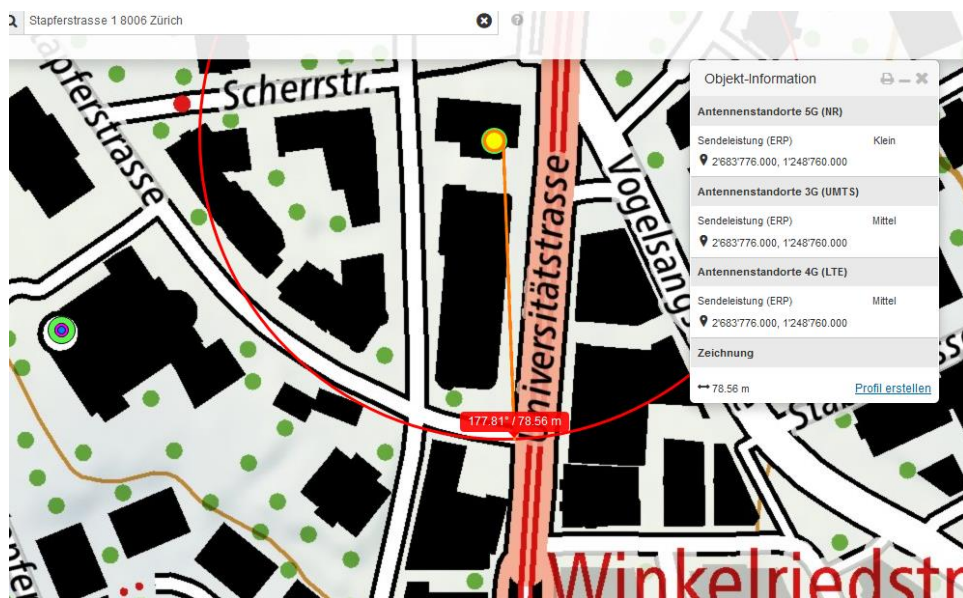 Stapferstrasse 1 8006 Zürich
Objekt-Information
Antennenstandorte 5G (NR)
Sendeleistung (ERP) Klein
2'683'776.000, 1'248'760.000
Antennenstandorte 3G (UMTS)
Sendeleistung (ERP) Mittel
2'683'776.000, 1'248'760.000
Antennenstandorte 4G (LTE)
Sendeleistung (ERP) Mittel
2'683'776.000, 1'248'760.000
Zeichnung
78.56 m Profil erstellen
Scherrstr.
apferstrasse
niversitätstrasse
Vogelsang
177.81° / 78.56 m
Winkelriedstr